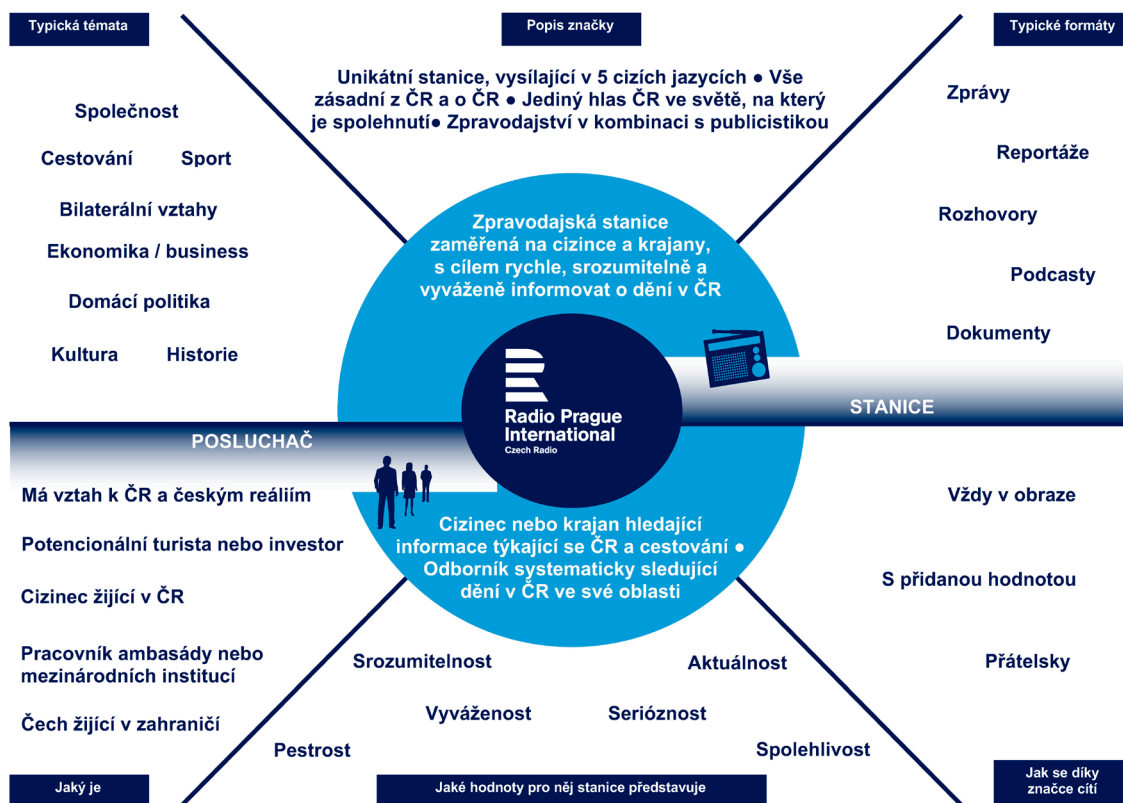 Typická témata
Popis značky
Typické formáty
Unikátní stanice, vysílající v 5 cizích jazycích ● Vše
zásadní z ČR a o ČR ● Jediný hlas ČR ve světě, na který
je spolehnutí● Zpravodajství v kombinaci s publicistikou
Společnost
Cestování Sport
Bilaterální vztahy
Ekonomika / business
Domácí politika
Kultura Historie
Zprávy
Reportáže
Rozhovory
Podcasty
Dokumenty
Zpravodajská stanice
zaměřená na cizince a krajany,
s cílem rychle, srozumitelně a
vyváženě informovat o dění v ČR
Radio Prague
International
Czech Radio
STANICE
POSLUCHAČ
Má vztah k ČR a českým reáliím
Potencionální turista nebo investor
Cizinec žijící v ČR
Pracovník ambasády nebo
mezinárodních institucí
Čech žijící v zahraničí
Cizinec nebo krajan hledající
informace týkající se ČR a cestování ●
Odborník systematicky sledující
dění v ČR ve své oblasti
Vždy v obraze
S přidanou hodnotou
Přátelsky
Srozumitelnost
Aktuálnost
Vyváženost
Serióznost
Pestrost
Spolehlivost
Jaký je
Jaké hodnoty pro něj stanice představuje
Jak se díky
značce cítí